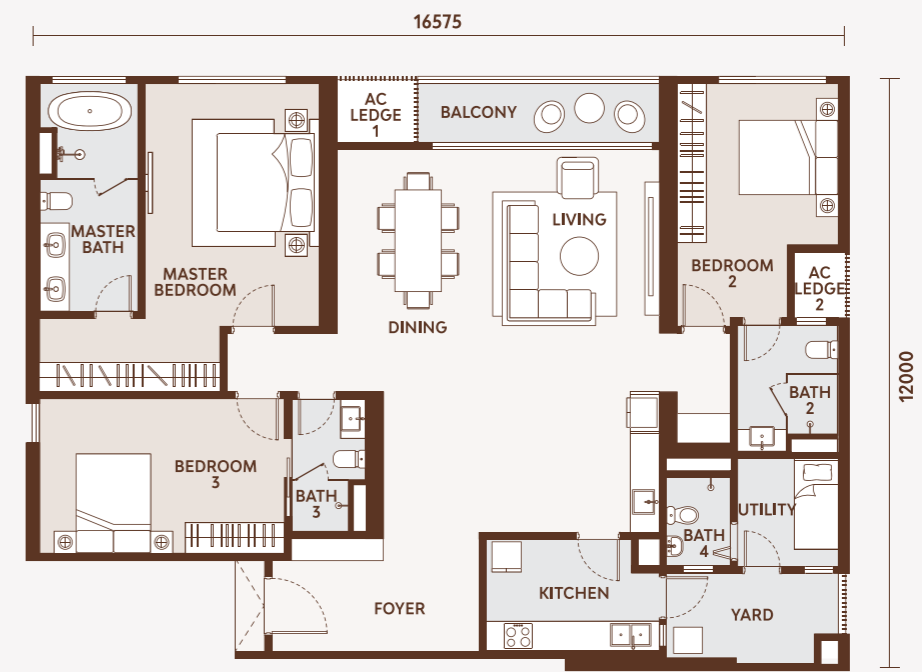 16575
AC
LEDGE
1
BALCONY
MASTER
BATH
MASTER
BEDROOM
LIVING
DINING
BEDROOM
2
AC
LEDGE
2
12000
BATH
2
BEDROOM
3
BATH
3
UTILITY
BATH
4
KITCHEN
FOYER
YARD